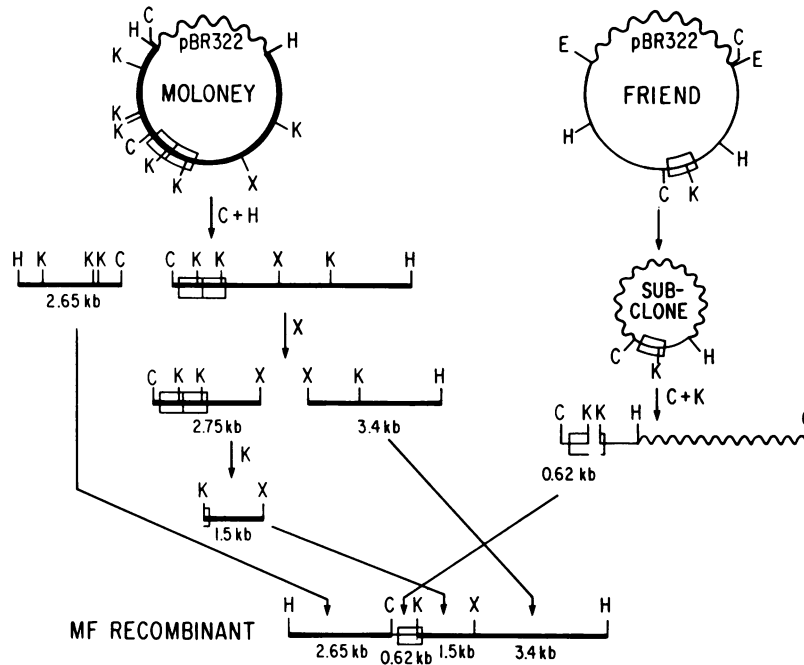 C
H
pBR322
H
K
MOLONEY
K
K
C
K
K
X
K
E
pBR322
C
E
FRIEND
H
H
C
K
C + H
H K KK C
2.65 kb
C K K X K H
X
SUB-
CLONE
C
K
H
C K K X
2.75 kb
X K H
3.4 kb
C + K
K
C K K H
0.62 kb
K X
1.5 kb
MF RECOMBINANT
H C K X H
2.65 kb 0.62 kb 1.5 kb 3.4 kb